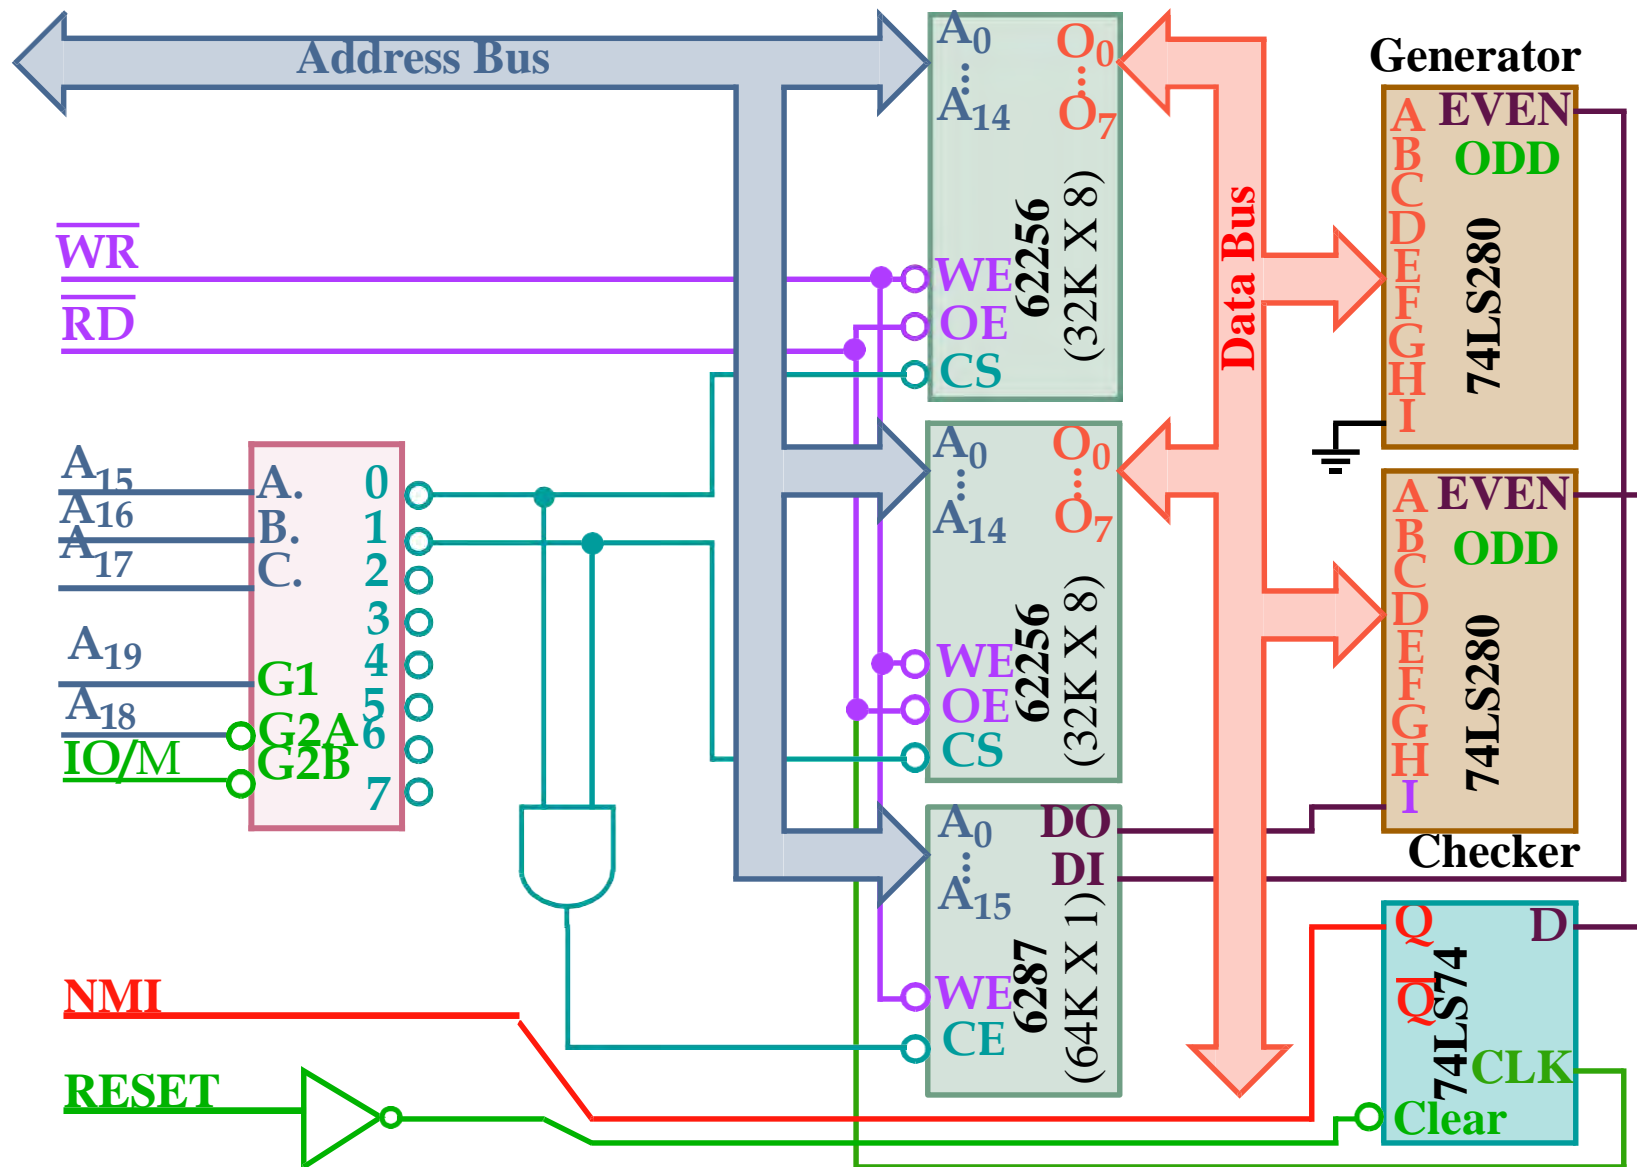 Address Bus
A0
A14
O0
O7
WE
OE
CS
62256
(32K X 8)
Data Bus
Generator
A
B
C
D
E
F
G
H
I
EVEN
ODD
74LS280
WR
RD
A15
A16
A17
A19
A18
IO/M
A.
B.
C.
G1
G2A
G2B
0
1
2
3
4
5
6
7
A0
A14
O0
O7
WE
OE
CS
62256
(32K X 8)
A
B
C
D
E
F
G
H
I
EVEN
ODD
74LS280
Checker
A0
A15
DO
DI
WE
CE
6287
(64K X 1)
NMI
RESET
Q
Q
D
74LS74
CLK
Clear